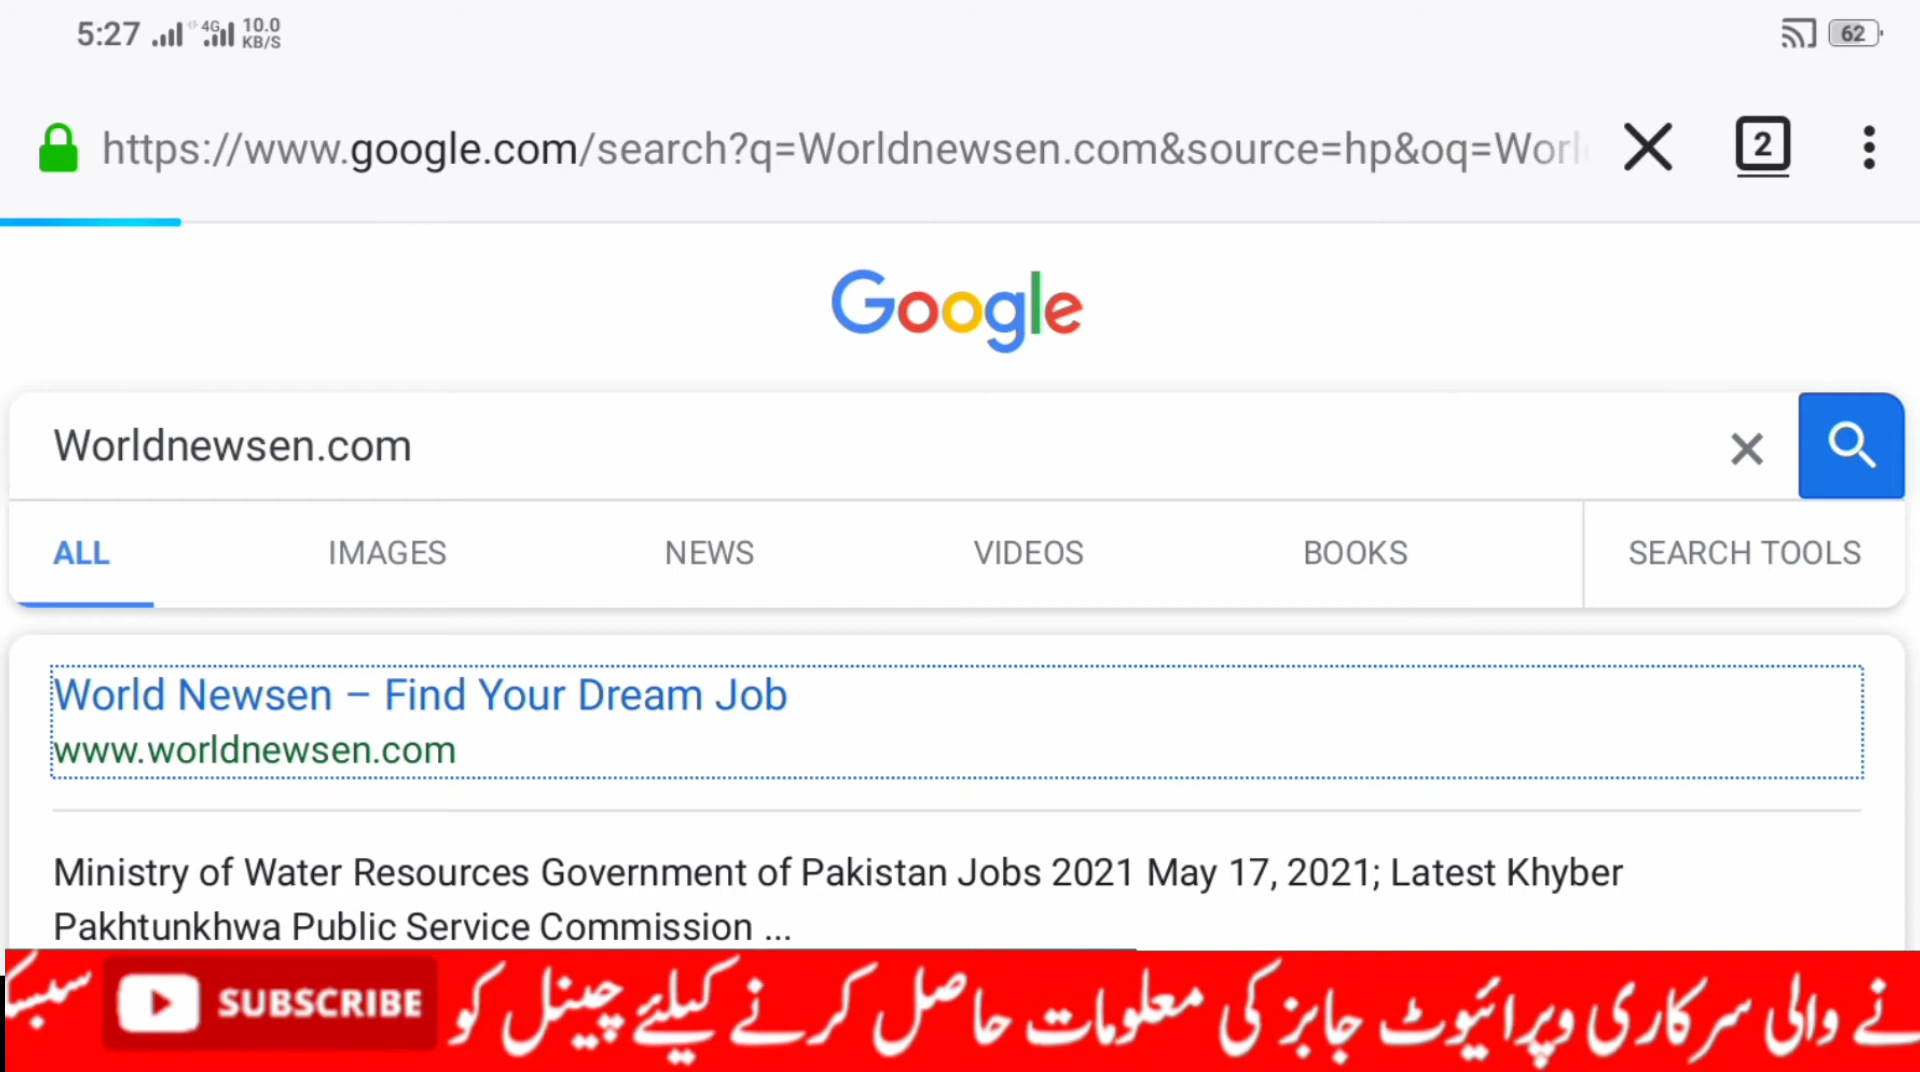 5:27 4G 10.0 KB/S 62
https://www.google.com/search?q=Worldnewsen.com&source=hp&oq=Worl
2
Google
Worldnewsen.com
ALL IMAGES NEWS VIDEOS BOOKS SEARCH TOOLS
World Newsen – Find Your Dream Job
www.worldnewsen.com
Ministry of Water Resources Government of Pakistan Jobs 2021 May 17, 2021; Latest Khyber
Pakhtunkhwa Public Service Commission ...
نے والی سرکاری وپرائیوٹ جابز کی معلومات حاصل کرنے کیلئے چینل کو SUBSCRIBE